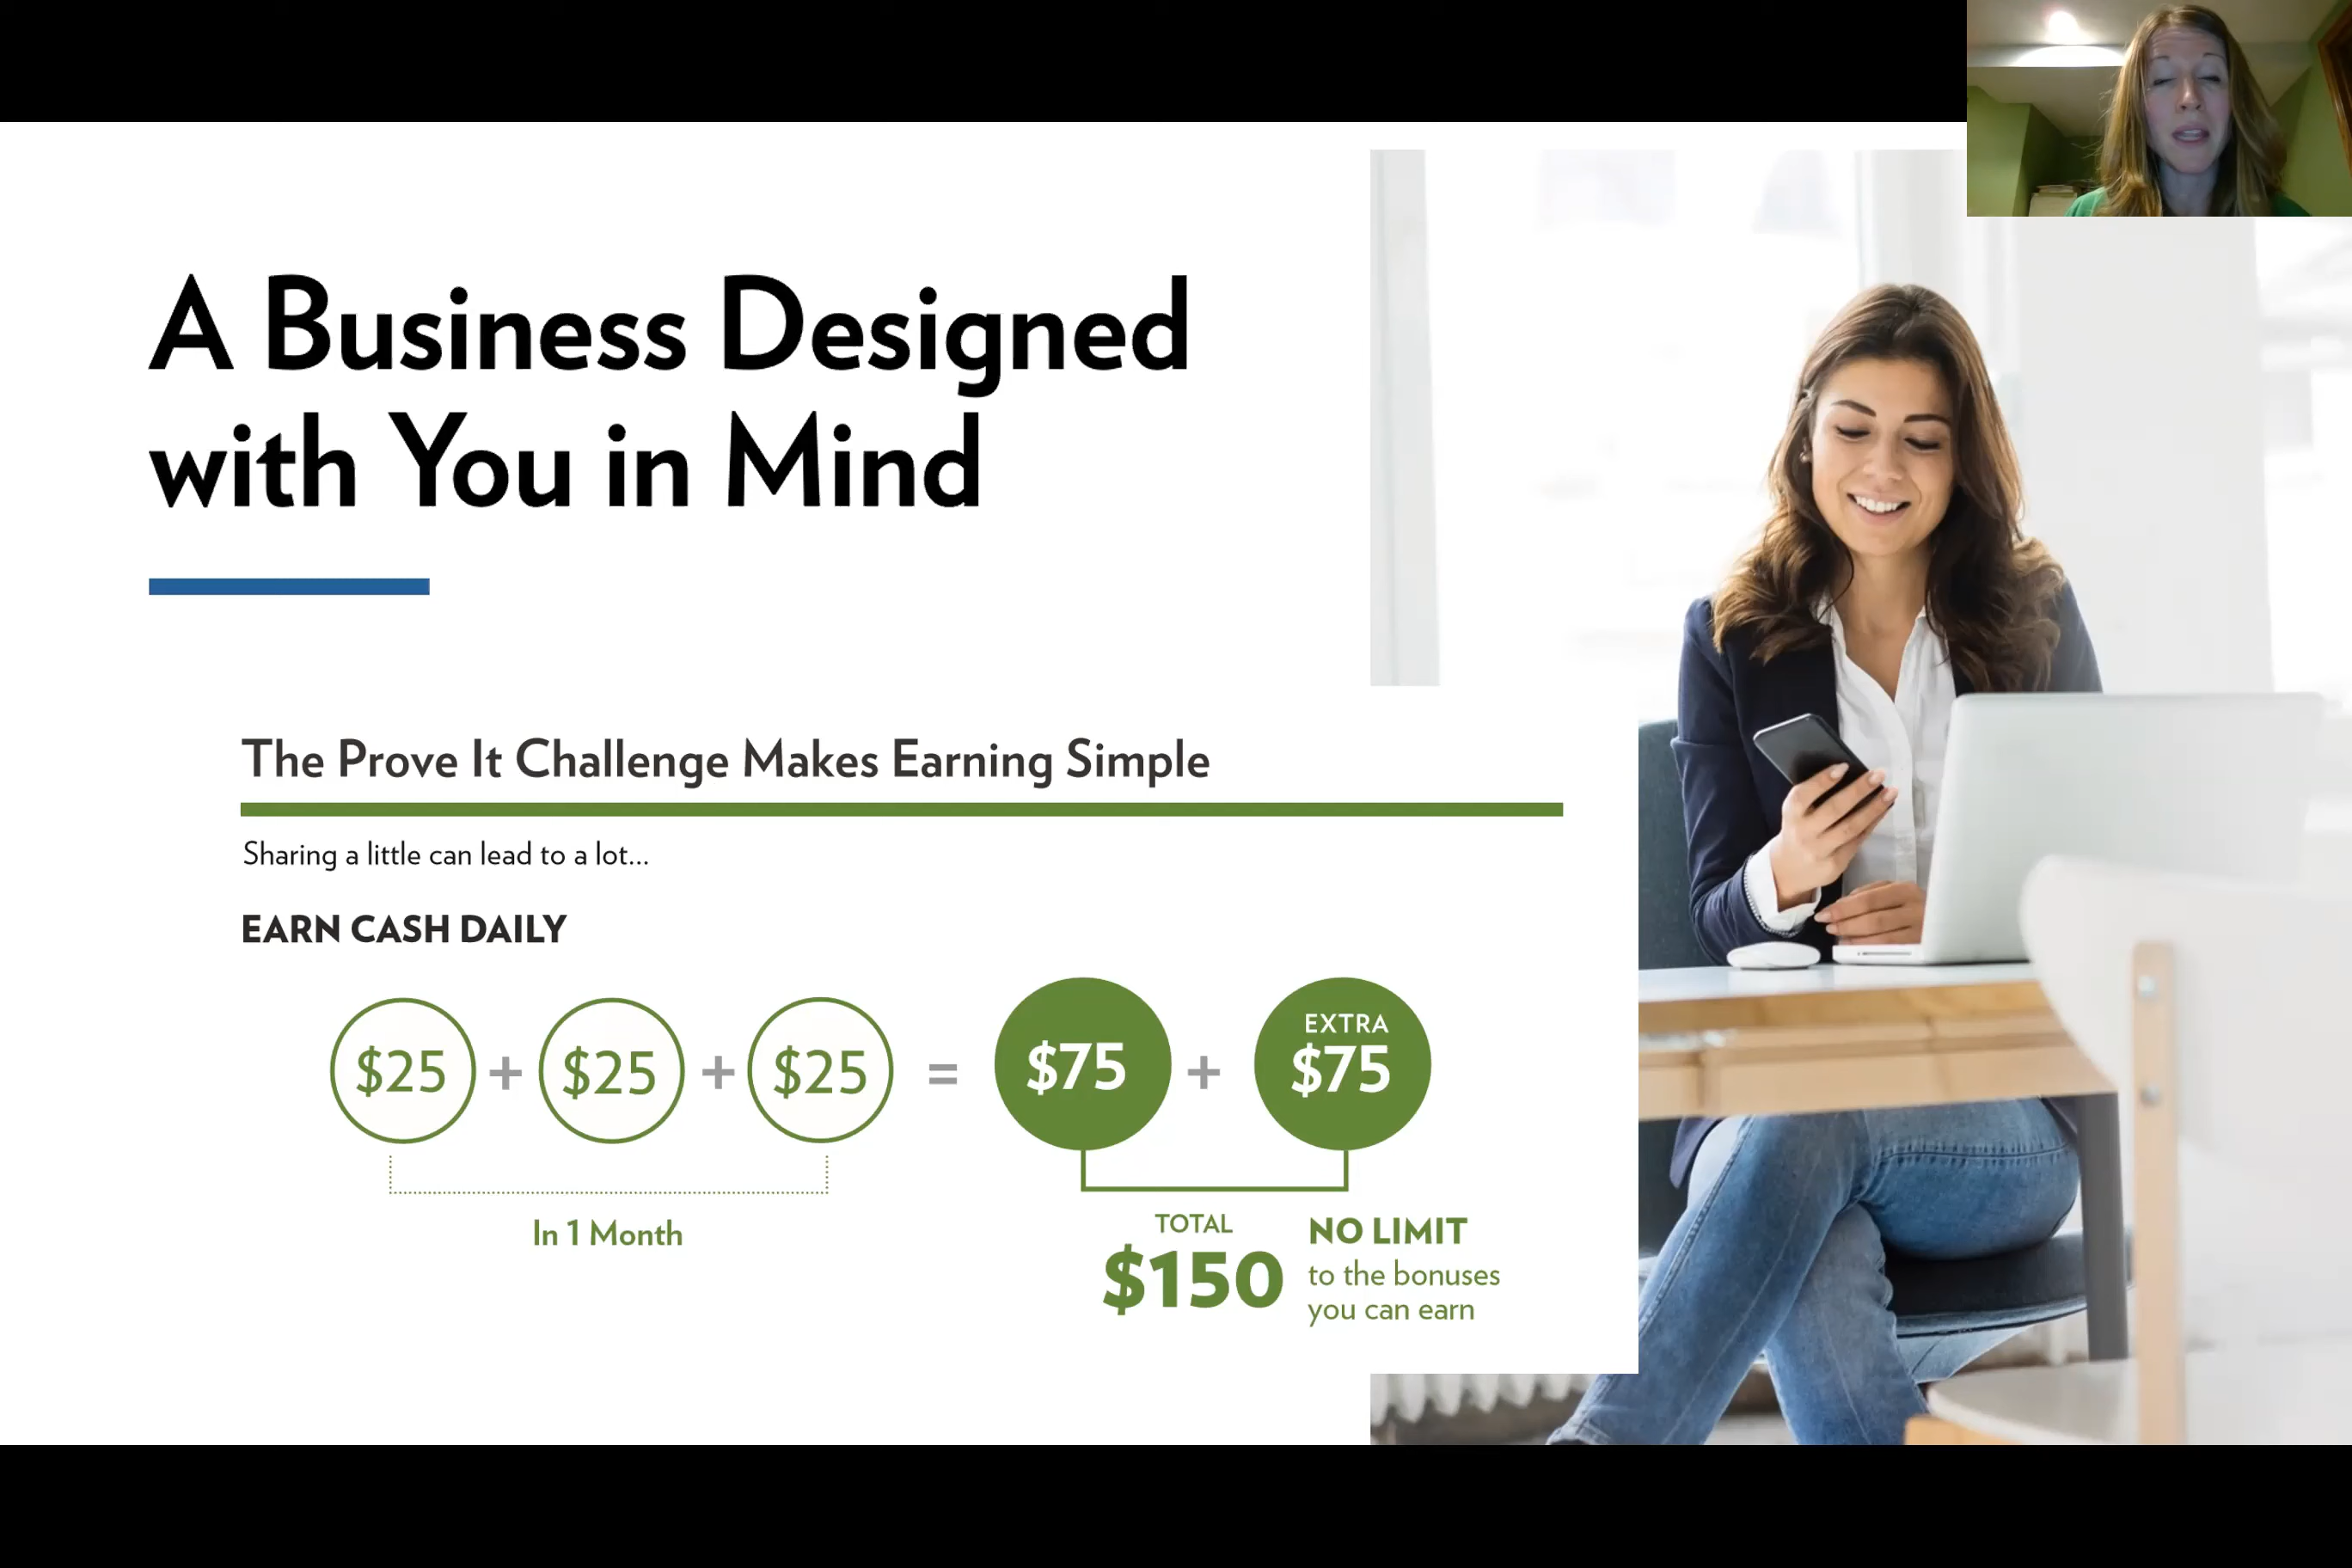 A Business Designed
with You in Mind
The Prove It Challenge Makes Earning Simple
Sharing a little can lead to a lot...
EARN CASH DAILY
$25 + $25 + $25 = $75 + EXTRA $75
In 1 Month
TOTAL
$150
NO LIMIT
to the bonuses
you can earn